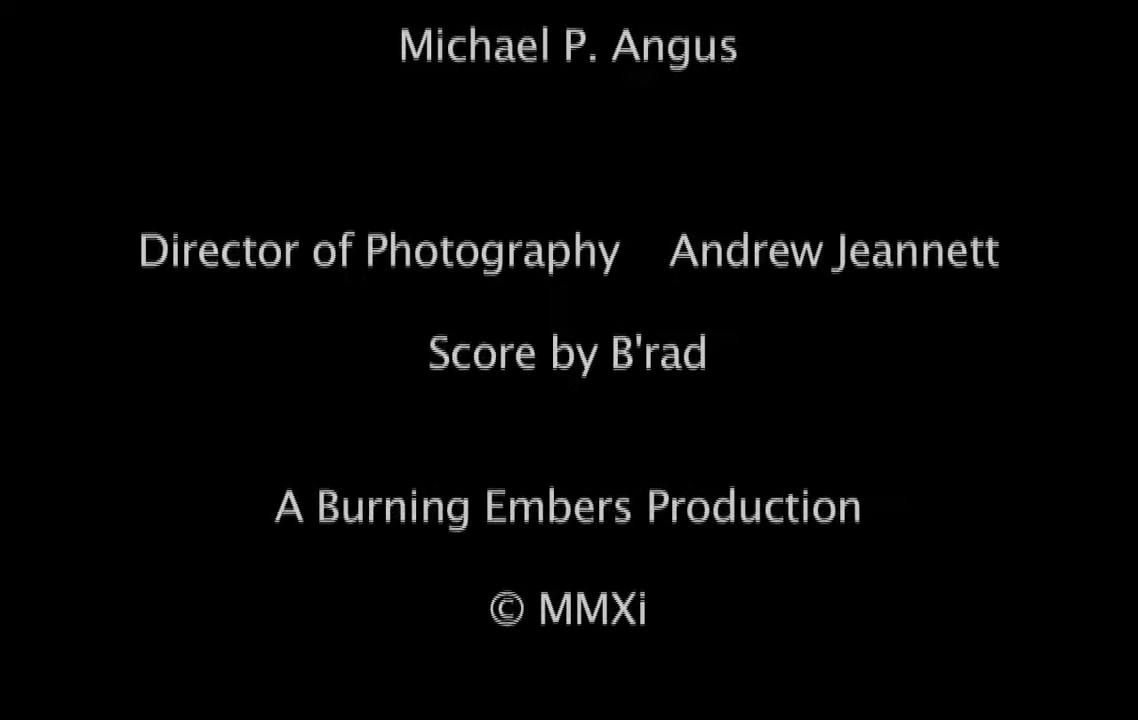 Michael P. Angus
Director of Photography Andrew Jeannett
Score by B'rad
A Burning Embers Production
© MMXi